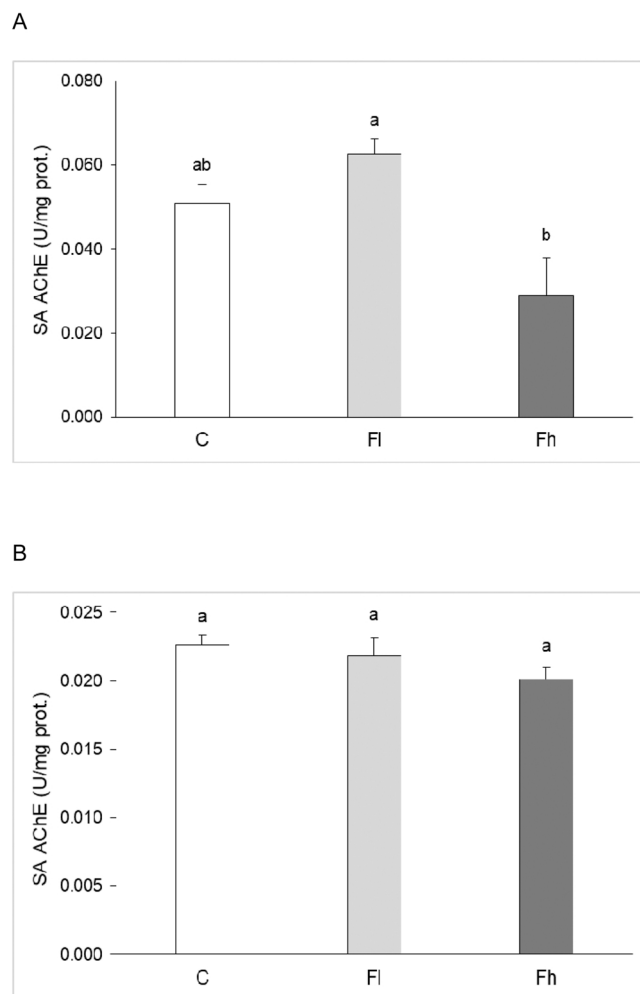 A
0.080
0.060
0.040
0.020
0.000
SA AChE (U/mg prot.)
ab
a
b
C Fl Fh
B
0.025
0.020
0.015
0.010
0.005
0.000
SA AChE (U/mg prot.)
a a a
C Fl Fh